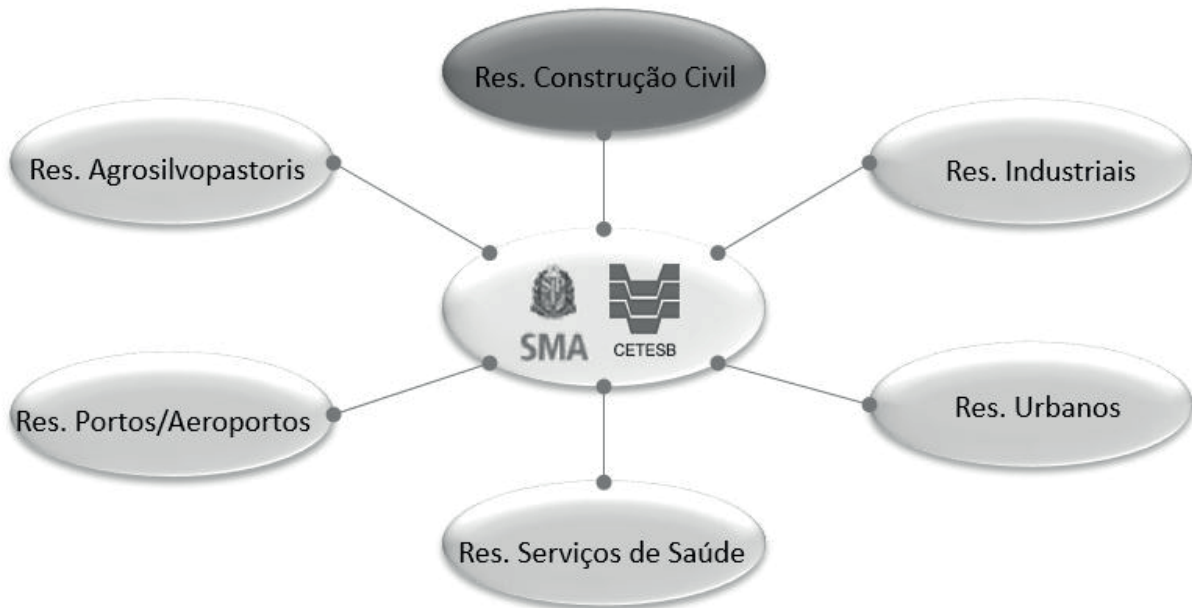 Res. Construção Civil
Res. Agrosilvopastoris
Res. Industriais
SMA
CETESB
Res. Portos/Aeroportos
Res. Urbanos
Res. Serviços de Saúde